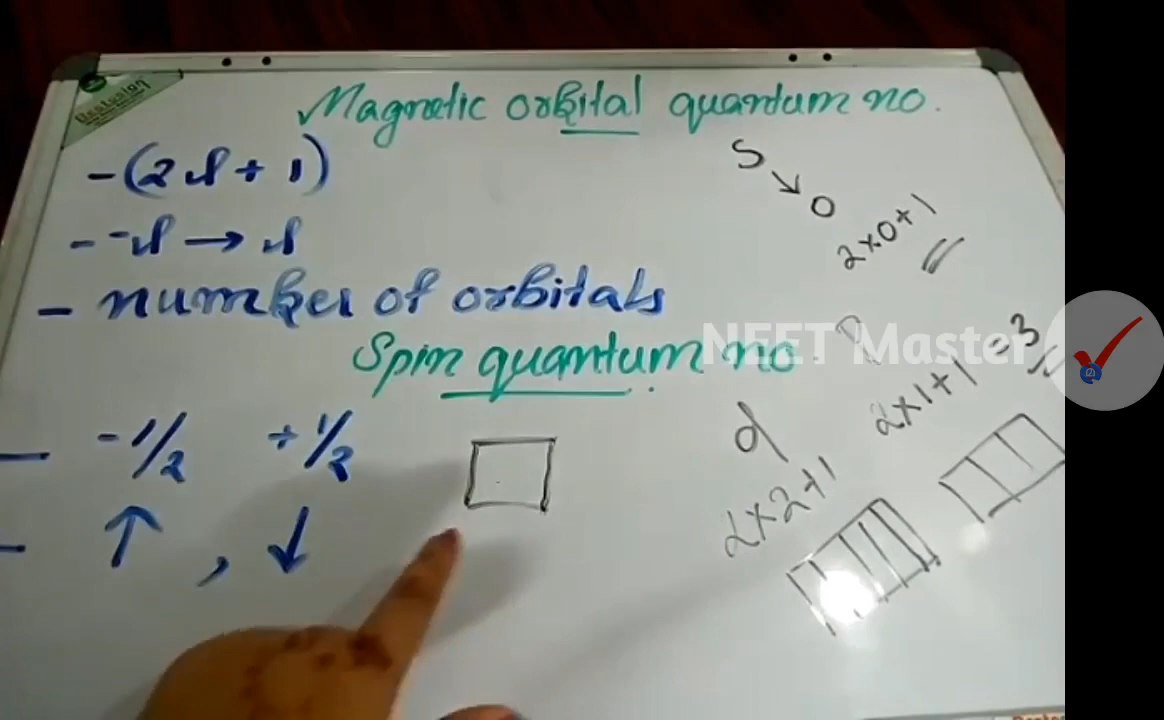 Magnetic orbital quantum no.
- (2l + 1)
- -l → l
- number of orbitals
Spin quantum no.
- -1/2 +1/2
- ↑ , ↓
S
↘
0
2×0+1
P
2×1+1 = 3
d
2×2+1
NEET Master